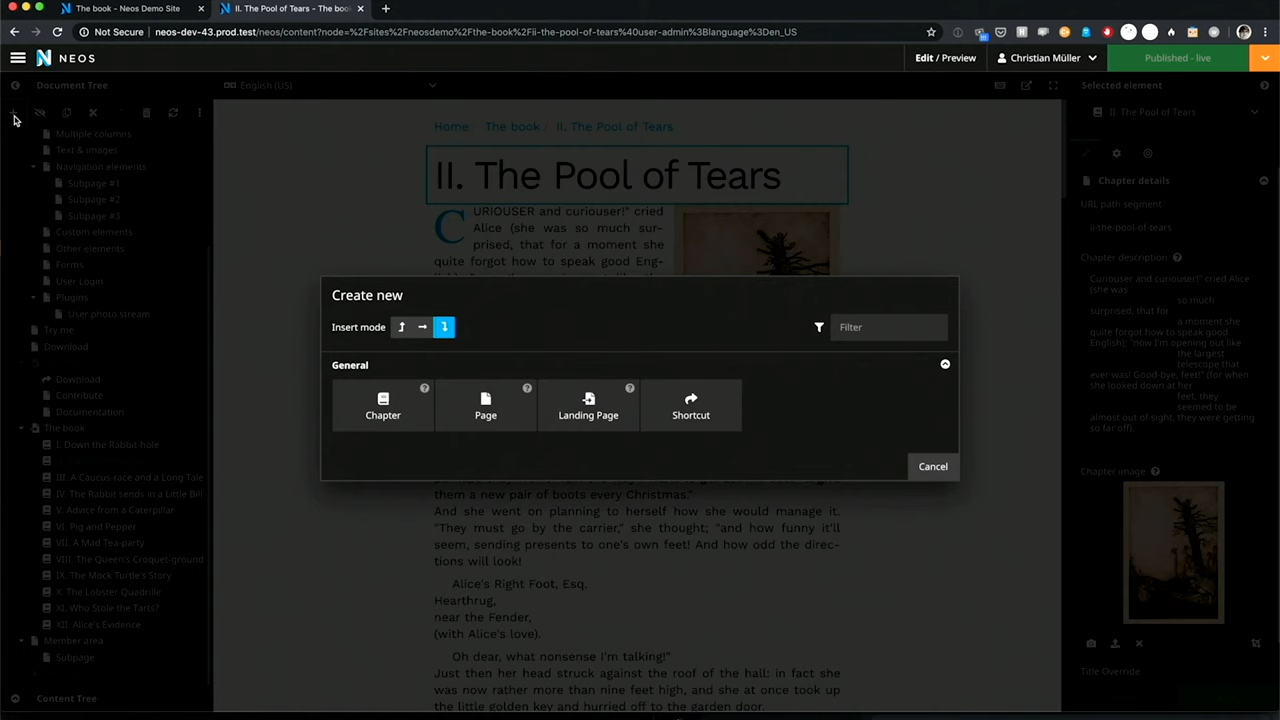 The book - Neos Demo Site
II. The Pool of Tears - The book
Not Secure
neos-dev-43.prod.test/neos/content?node=%2Fsites%2Fneosdemo%2Fthe-book%2Fii-the-pool-of-tears%40user-admin%3Blanguage%3Den_US
NEOS
Edit / Preview
Christian Müller
Published - live
Document Tree
English (US)
Selected element
II. The Pool of Tears
Multiple columns
Text & images
Navigation elements
Subpage #1
Subpage #2
Subpage #3
Custom elements
Other elements
Forms
User Login
Plugins
User photo stream
Try me
Download
Download
Contribute
Documentation
The book
I. Down the Rabbit-hole
III. A Caucus-race and a Long Tale
IV. The Rabbit sends in a Little Bill
V. Advice from a Caterpillar
VI. Pig and Pepper
VII. A Mad Tea-party
VIII. The Queen's Croquet-ground
IX. The Mock Turtle's Story
X. The Lobster Quadrille
XI. Who Stole the Tarts?
XII. Alice's Evidence
Member area
Subpage
Content Tree
Home / The book / II. The Pool of Tears
II. The Pool of Tears
CURIOUSER and curiouser!" cried
Alice (she was so much sur-
prised, that for a moment she
quite forgot how to speak good Eng-
Create new
Insert mode
Filter
General
Chapter
Page
Landing Page
Shortcut
Cancel
them a new pair of boots every Christmas."
And she went on planning to herself how she would manage it.
"They must go by the carrier," she thought; "and how funny it'll
seem, sending presents to one's own feet! And how odd the direc-
tions will look!
Alice's Right Foot, Esq.
Hearthrug,
near the Fender,
(with Alice's love).
Oh dear, what nonsense I'm talking!"
Just then her head struck against the roof of the hall: in fact she
was now rather more than nine feet high, and she at once took up
the little golden key and hurried off to the garden door.
Chapter details
URL path segment
ii-the-pool-of-tears
Chapter description
Curiouser and curiouser!" cried Alice
(she was
so much
surprised, that for
a moment she
quite forgot how to speak good
English); "now I'm opening out like
the largest
telescope that
ever was! Good-bye, feet!" (for when
she looked down at her
feet, they
seemed to be
almost out of sight, they were getting
so far off).
Chapter image
Title Override